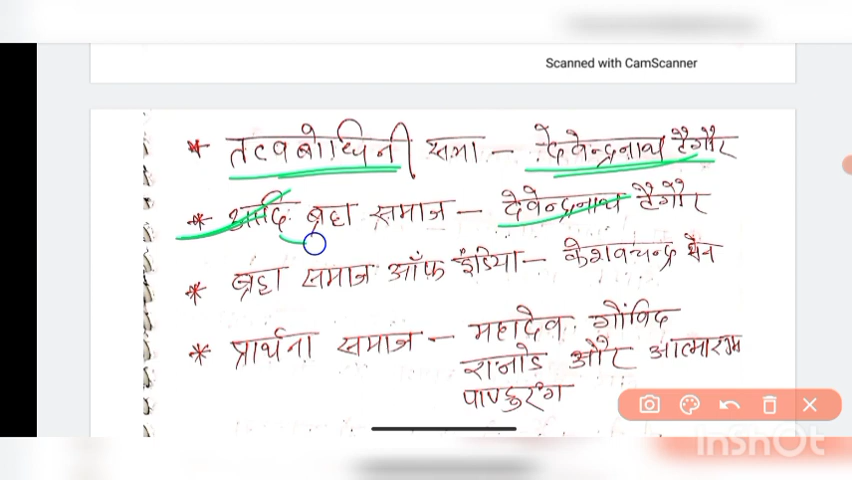 Scanned with CamScanner
* तत्वबोधिनी सभा - देवेन्द्रनाथ टैगौर
* आदि ब्रह्म समाज - देवेन्द्रनाथ टैगौर
* ब्रह्म समाज ऑफ इंडिया - केशवचन्द्र सैन
* प्रार्थना समाज - महादेव गौविंद
रानाडे और आत्माराम
पाण्डुरंग
InShOt